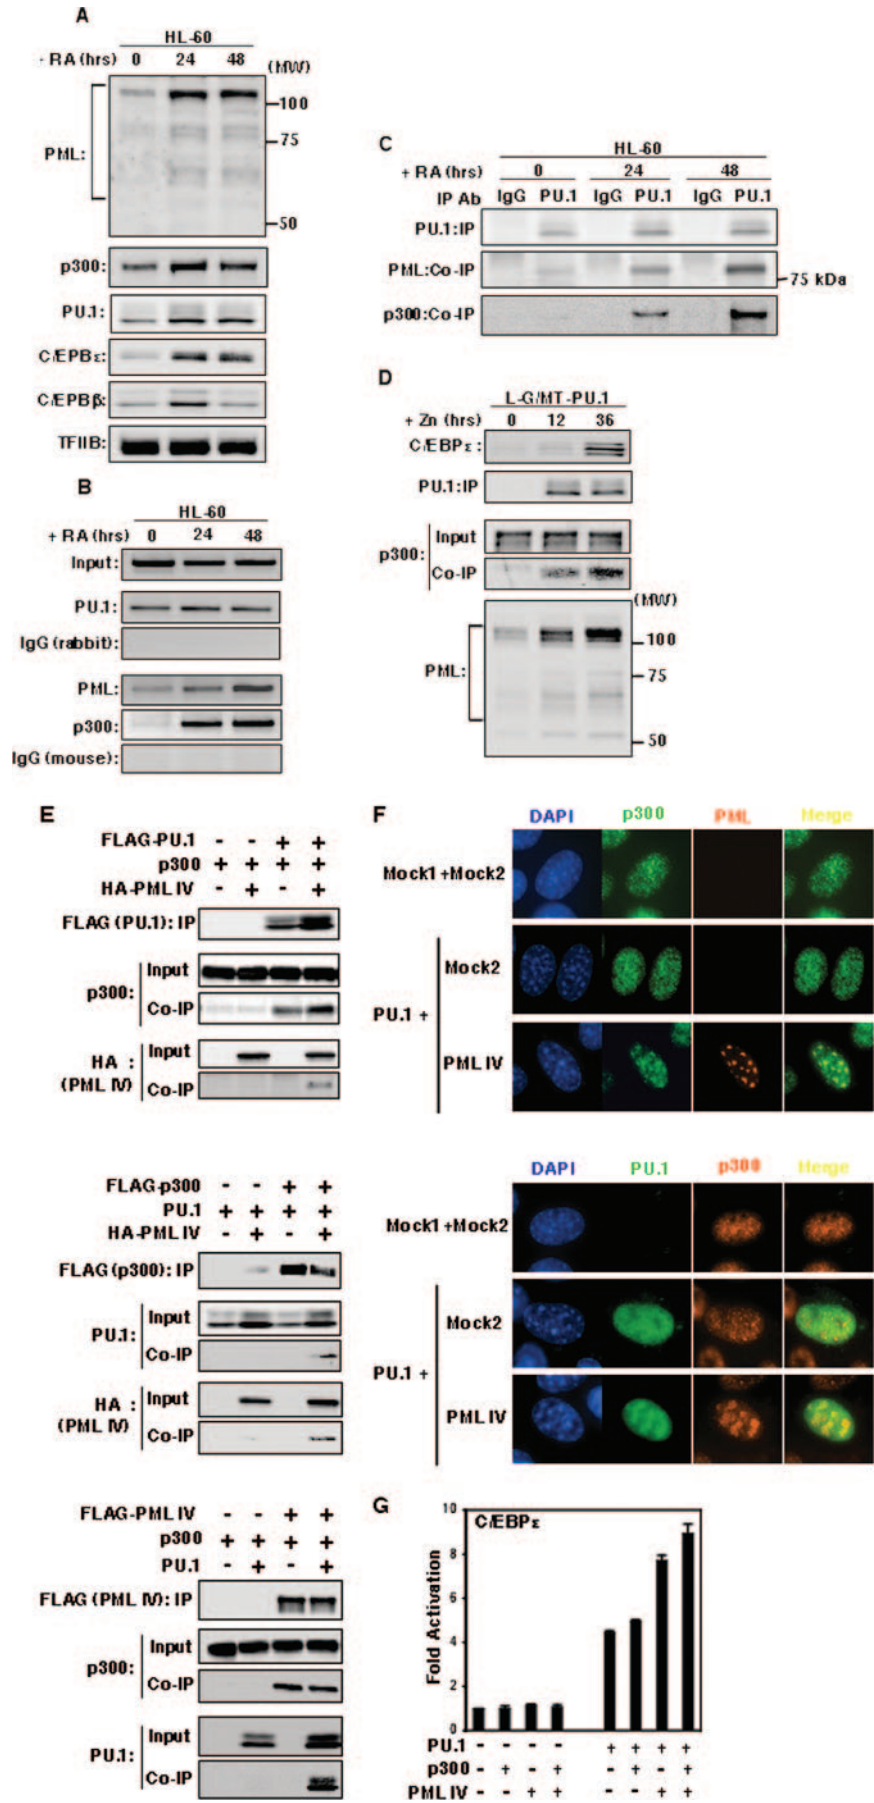 A
HL-60
- RA (hrs) 0 24 48
(MW)
100
75
PML:
50
p300:
PU.1:
C/EPBε:
C/EPBβ:
TFIIB:
B
HL-60
+ RA (hrs) 0 24 48
Input:
PU.1:
IgG (rabbit):
PML:
p300:
IgG (mouse):
C
HL-60
+ RA (hrs) 0 24 48
IP Ab IgG PU.1 IgG PU.1 IgG PU.1
PU.1:IP
PML:Co-IP
75 kDa
p300:Co-IP
D
L-G/MT-PU.1
+ Zn (hrs) 0 12 36
C/EBPε:
PU.1:IP
p300:
Input
Co-IP
(MW)
100
PML:
75
50
E
FLAG-PU.1 - - + +
p300 + + + +
HA-PML IV - + - +
FLAG (PU.1): IP
p300:
Input
Co-IP
HA :
(PML IV)
Input
Co-IP
FLAG-p300 - - + +
PU.1 + + + +
HA-PML IV - + - +
FLAG (p300): IP
PU.1:
Input
Co-IP
HA :
(PML IV)
Input
Co-IP
FLAG-PML IV - - + +
p300 + + + +
PU.1 - + - +
FLAG (PML IV): IP
p300:
Input
Co-IP
PU.1:
Input
Co-IP
F
DAPI p300 PML Merge
Mock1+Mock2
PU.1 +
Mock2
PML IV
DAPI PU.1 p300 Merge
Mock1+Mock2
PU.1 +
Mock2
PML IV
G
C/EBPε
Fold Activation
10
8
6
4
2
0
PU.1 - - - - + + + +
p300 - + - + - + - +
PML IV - - + + - - + +